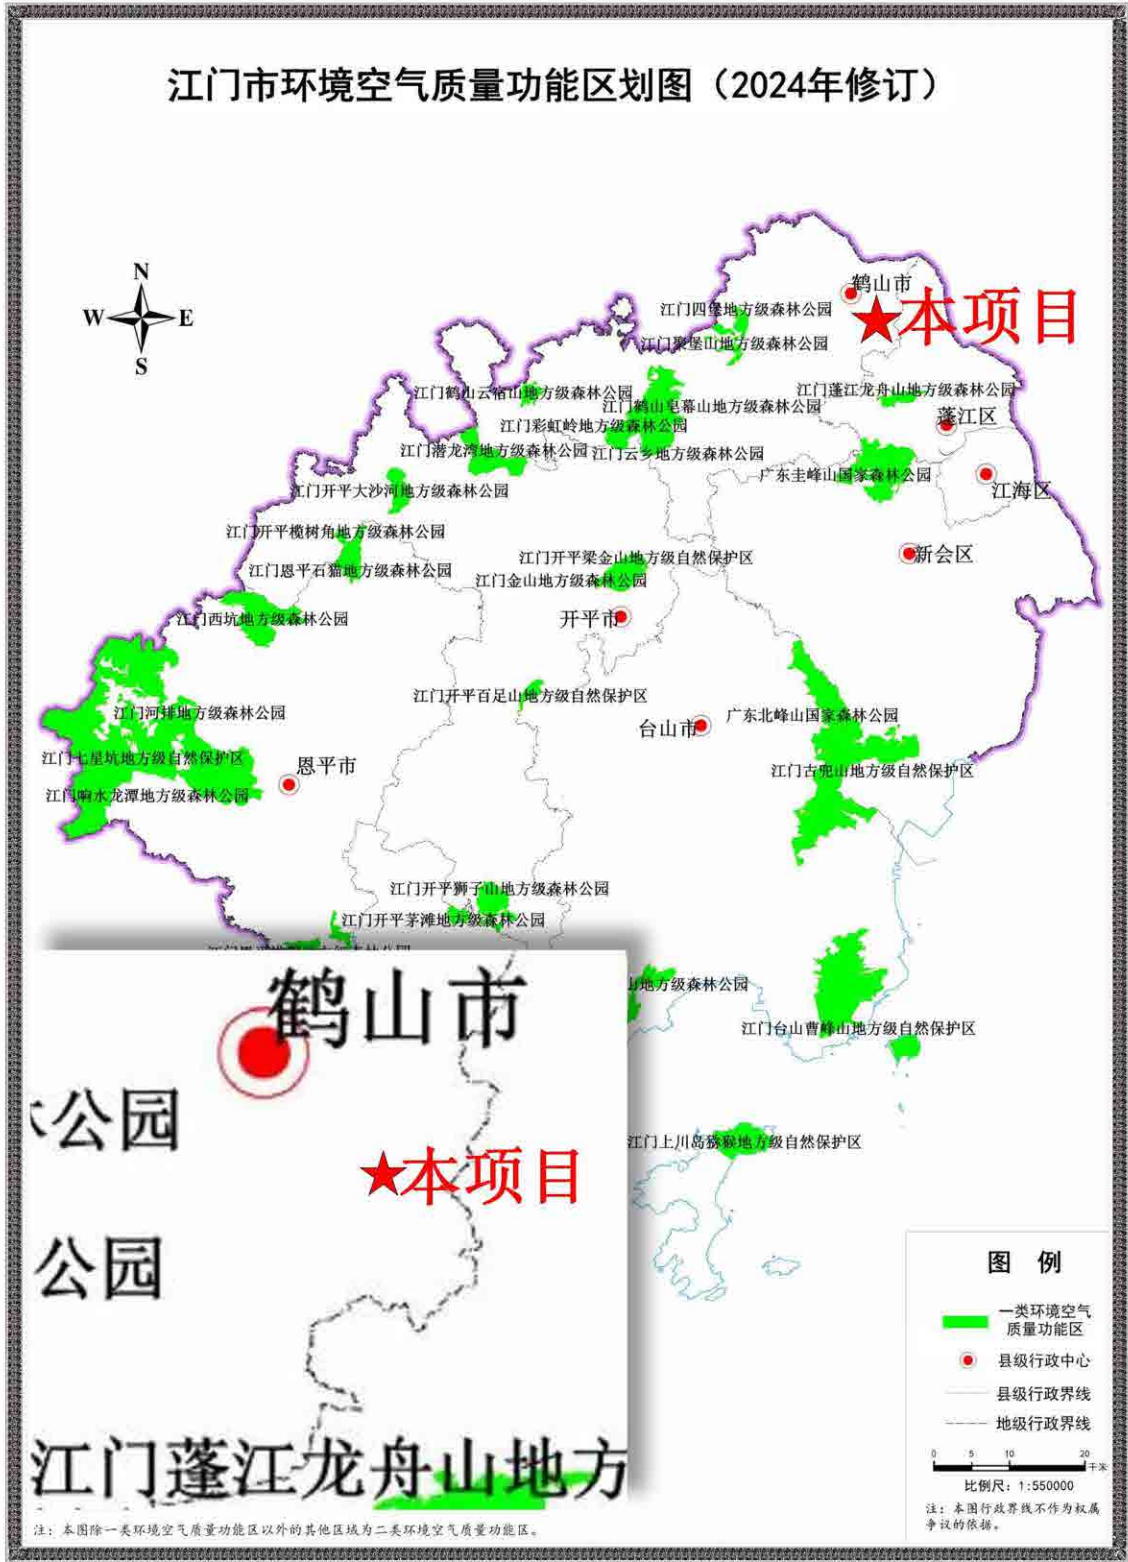 江门市环境空气质量功能区划图（2024年修订）
N
W E
S
鹤山市
本项目
江门四堡地方级森林公园
江门聚堡山地方级森林公园
江门鹤山云宿山地方级森林公园
江门蓬江龙舟山地方级森林公园
江门鹤山皂幕山地方级森林公园
蓬江区
江门彩虹岭地方级森林公园
江门潜龙湾地方级森林公园
江门云乡地方级森林公园
广东圭峰山国家森林公园
江海区
江门开平大沙河地方级森林公园
江门开平榄树角地方级森林公园
江门开平梁金山地方级自然保护区
新会区
江门恩平石猫地方级森林公园
江门金山地方级森林公园
江门西坑地方级森林公园
开平市
江门开平百足山地方级自然保护区
江门河排地方级森林公园
广东北峰山国家森林公园
台山市
江门七星坑地方级自然保护区
恩平市
江门古兜山地方级自然保护区
江门响水龙潭地方级森林公园
江门开平狮子山地方级森林公园
江门开平茅滩地方级森林公园
山地方级森林公园
江门台山曹峰山地方级自然保护区
江门上川岛猕猴地方级自然保护区
鹤山市
公园
本项目
公园
江门蓬江龙舟山地方
图 例
一类环境空气
质量功能区
县级行政中心
县级行政界线
地级行政界线
0 5 10 20
千米
比例尺：1:550000
注：本图行政界线不作为权属
争议的依据。
注：本图除一类环境空气质量功能区以外的其他区域为二类环境空气质量功能区。